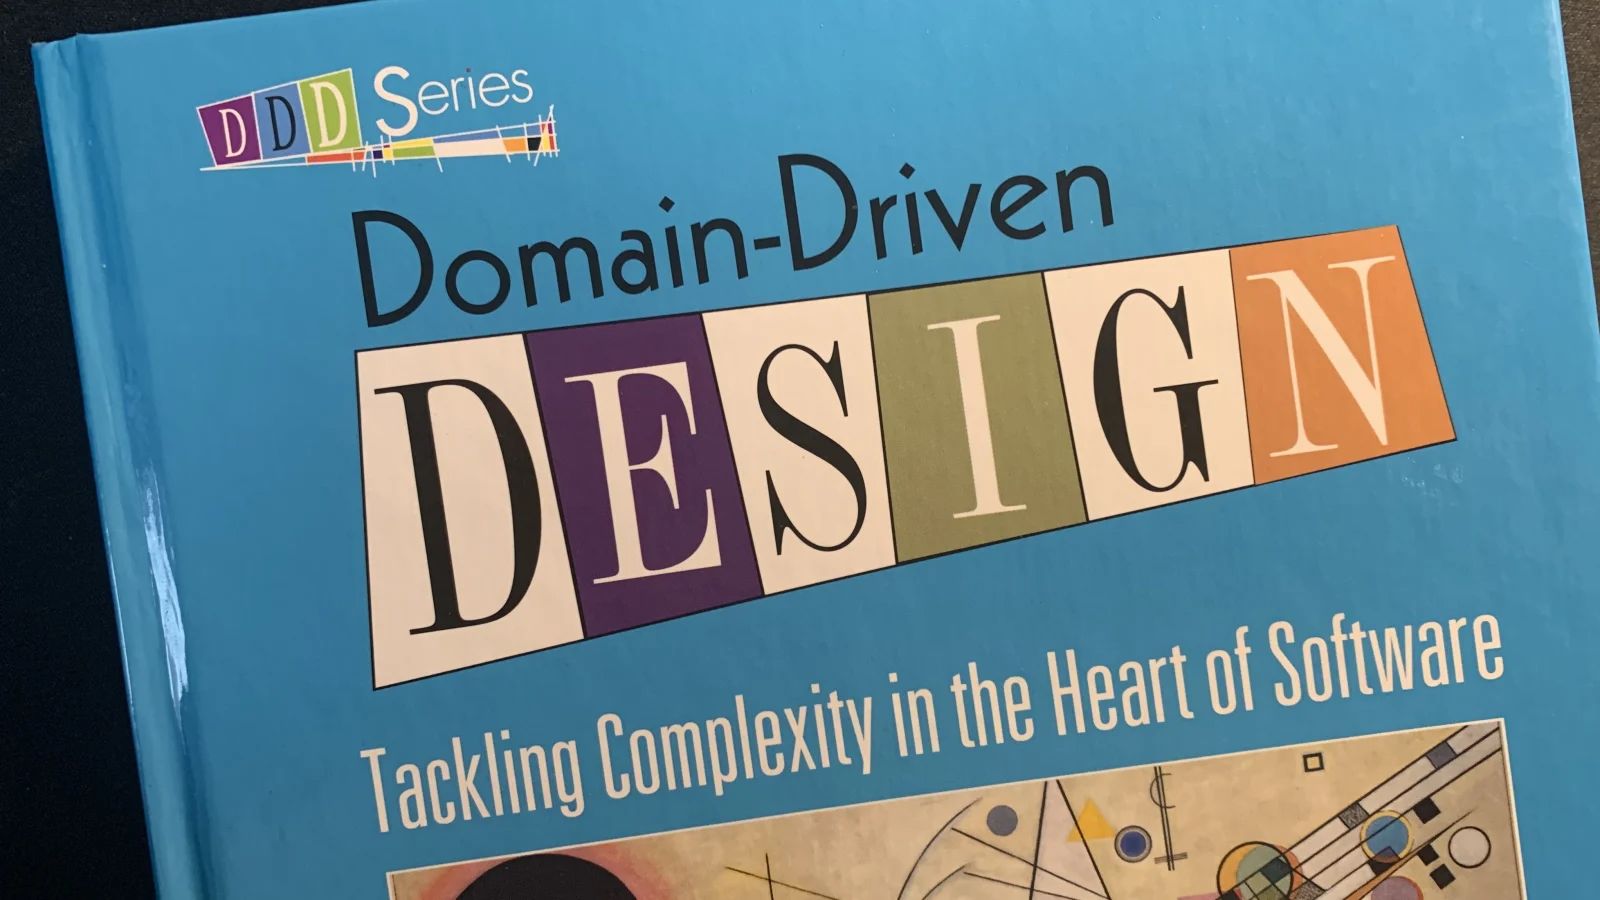 DDD Series
Domain-Driven
DESIGN
Tackling Complexity in the Heart of Software